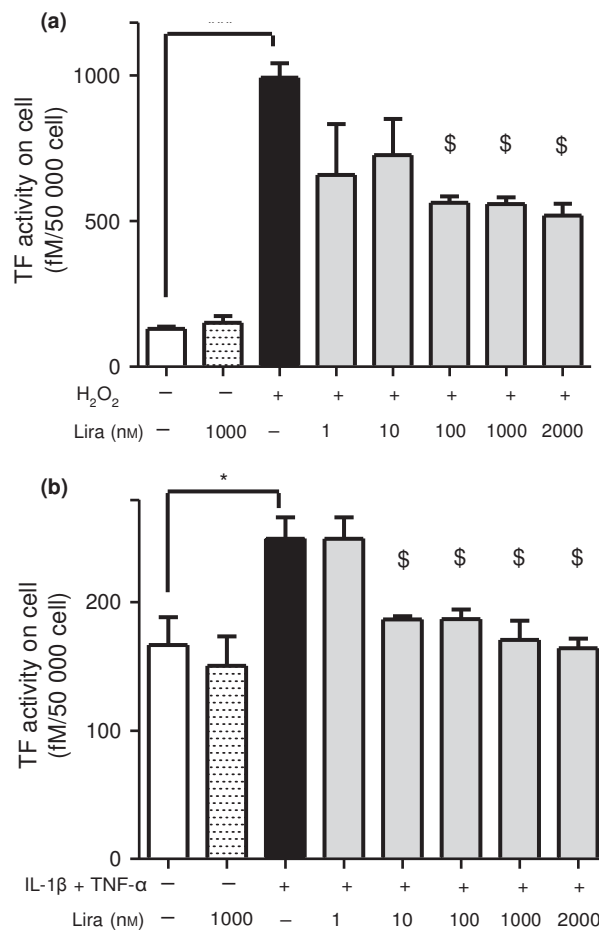 (a)
TF activity on cell
(fM/50 000 cell)
1000
500
0
$ $ $
H₂O₂ – – + + + + + +
Lira (nM) – 1000 – 1 10 100 1000 2000
(b)
*
TF activity on cell
(fM/50 000 cell)
200
100
0
$ $ $ $
IL-1β + TNF-α – – + + + + + +
Lira (nM) – 1000 – 1 10 100 1000 2000